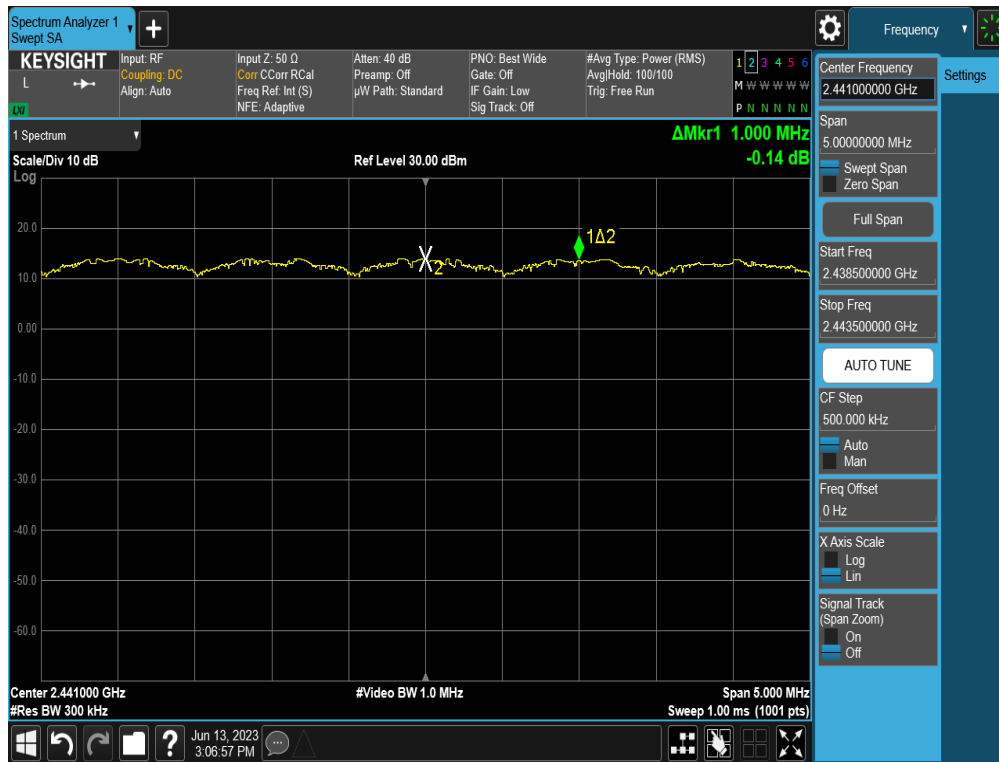 Spectrum Analyzer 1
Swept SA
+
Frequency
KEYSIGHT
L
LXI
Input: RF
Coupling: DC
Align: Auto
Input Z: 50 Ω
Corr CCorr RCal
Freq Ref: Int (S)
NFE: Adaptive
Atten: 40 dB
Preamp: Off
µW Path: Standard
PNO: Best Wide
Gate: Off
IF Gain: Low
Sig Track: Off
#Avg Type: Power (RMS)
Avg|Hold: 100/100
Trig: Free Run
1 2 3 4 5 6
M W W W W W
P N N N N N
1 Spectrum
ΔMkr1 1.000 MHz
-0.14 dB
Scale/Div 10 dB
Ref Level 30.00 dBm
Log
20.0
10.0
0.00
-10.0
-20.0
-30.0
-40.0
-50.0
-60.0
2
1Δ2
Center 2.441000 GHz
#Video BW 1.0 MHz
Span 5.000 MHz
#Res BW 300 kHz
Sweep 1.00 ms (1001 pts)
Center Frequency
2.441000000 GHz
Settings
Span
5.00000000 MHz
Swept Span
Zero Span
Full Span
Start Freq
2.438500000 GHz
Stop Freq
2.443500000 GHz
AUTO TUNE
CF Step
500.000 kHz
Auto
Man
Freq Offset
0 Hz
X Axis Scale
Log
Lin
Signal Track
(Span Zoom)
On
Off
?
Jun 13, 2023
3:06:57 PM